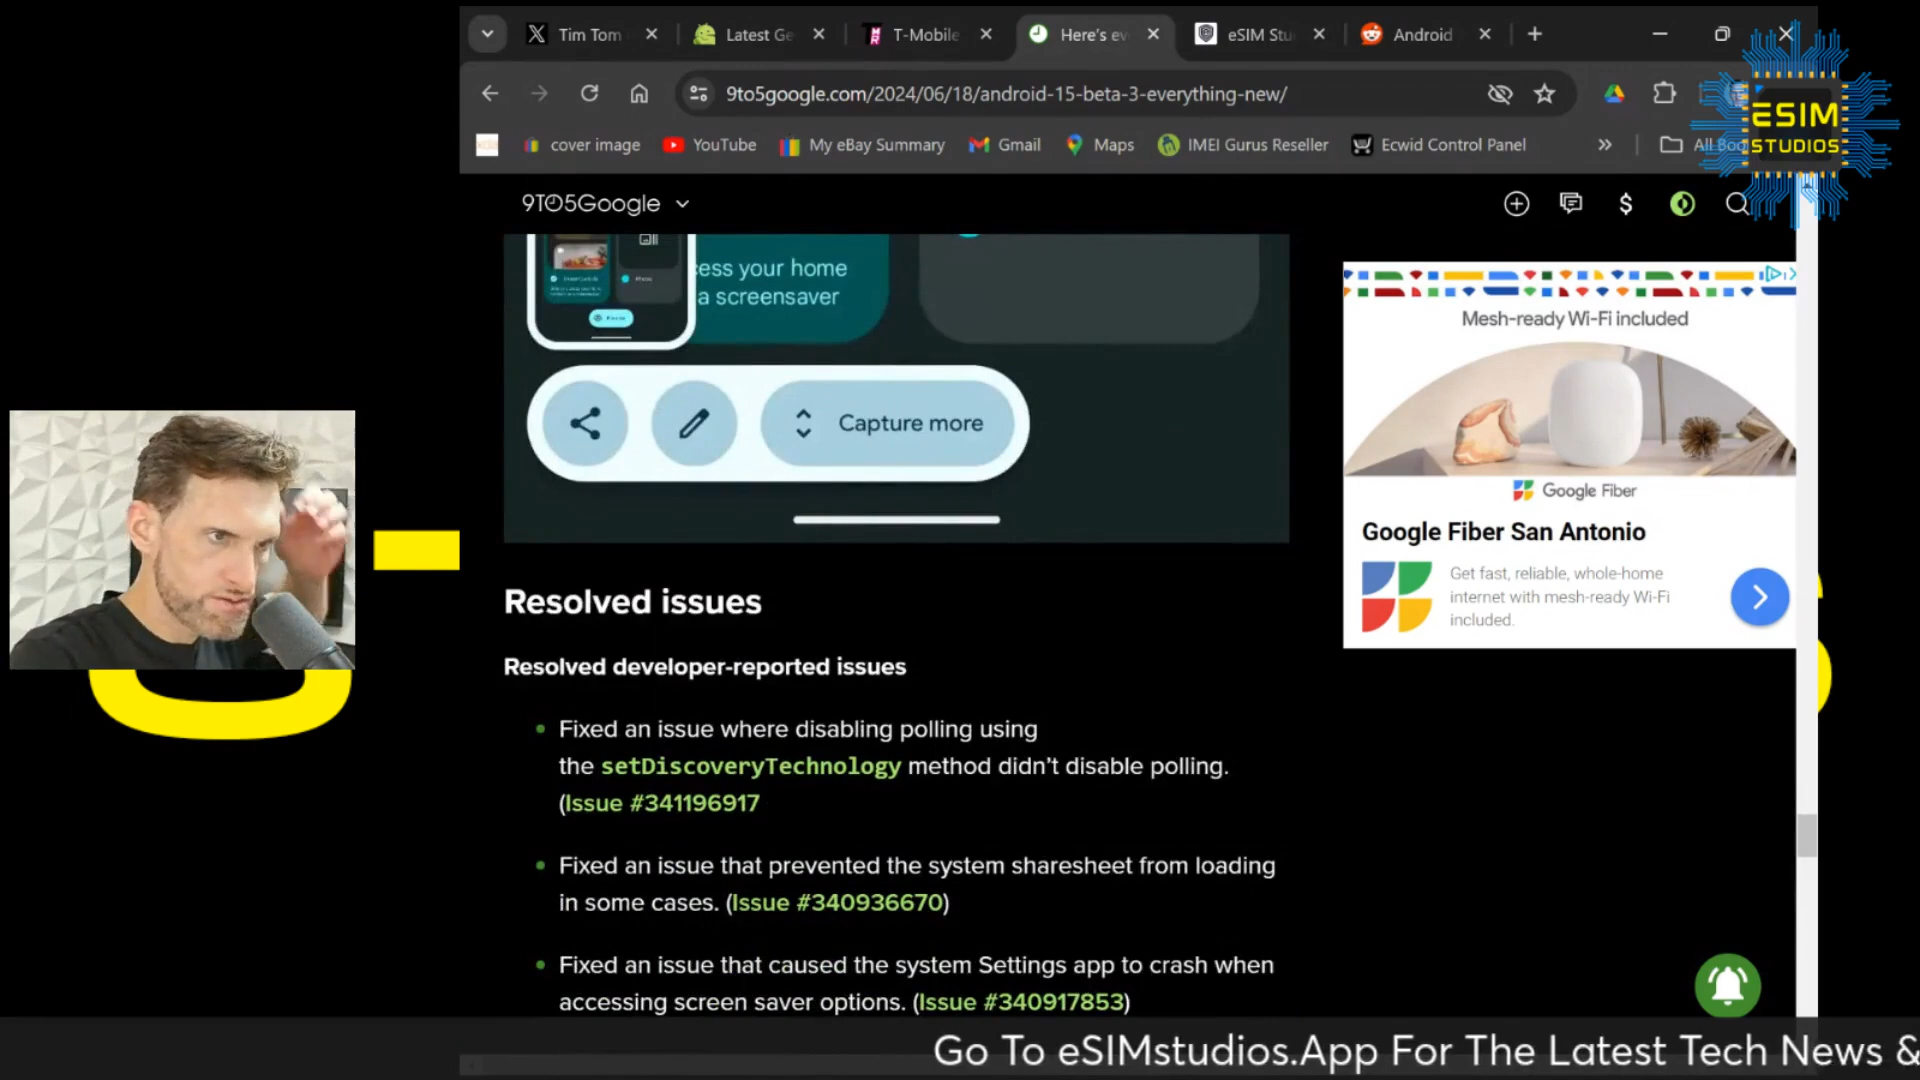 Tim Tom
Latest Ge
T-Mobile
Here's ev
eSIM Stu
Android
9to5google.com/2024/06/18/android-15-beta-3-everything-new/
ESIM
STUDIOS
cover image
YouTube
My eBay Summary
Gmail
Maps
IMEI Gurus Reseller
Ecwid Control Panel
»
All Boo
9TO5Google
cess your home
a screensaver
Capture more
Mesh-ready Wi-Fi included
Google Fiber
Google Fiber San Antonio
Get fast, reliable, whole-home
internet with mesh-ready Wi-Fi
included.
Resolved issues
Resolved developer-reported issues
• Fixed an issue where disabling polling using
the setDiscoveryTechnology method didn't disable polling.
(Issue #341196917
• Fixed an issue that prevented the system sharesheet from loading
in some cases. (Issue #340936670)
• Fixed an issue that caused the system Settings app to crash when
accessing screen saver options. (Issue #340917853)
Go To eSIMstudios.App For The Latest Tech News &